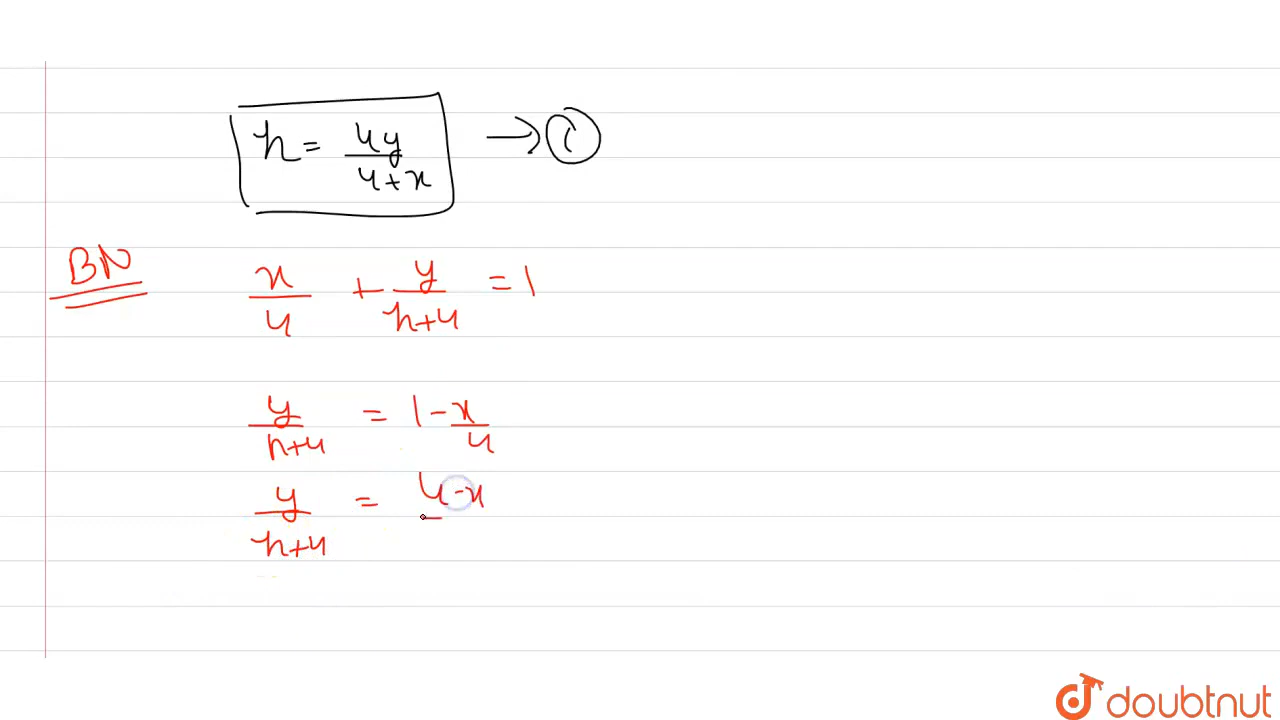 h = 4y/4+x → ①
BN x/4 + y/h+4 = 1
y/h+4 = 1 - x/4
y/h+4 = 4-x
doubtnut